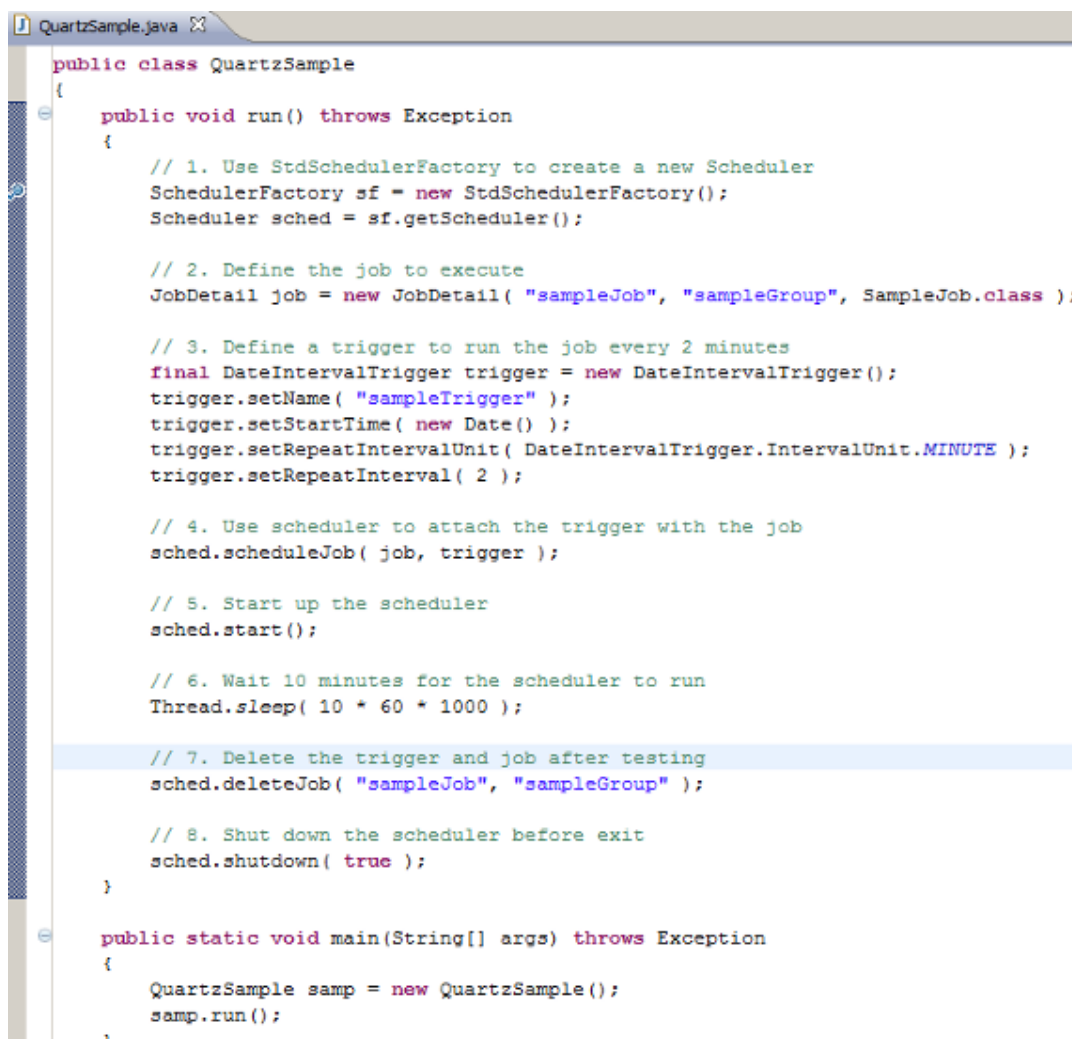 QuartzSample.java
public class QuartzSample
{
public void run() throws Exception
{
// 1. Use StdSchedulerFactory to create a new Scheduler
SchedulerFactory sf = new StdSchedulerFactory();
Scheduler sched = sf.getScheduler();
// 2. Define the job to execute
JobDetail job = new JobDetail( "sampleJob", "sampleGroup", SampleJob.class );
// 3. Define a trigger to run the job every 2 minutes
final DateIntervalTrigger trigger = new DateIntervalTrigger();
trigger.setName( "sampleTrigger" );
trigger.setStartTime( new Date() );
trigger.setRepeatIntervalUnit( DateIntervalTrigger.IntervalUnit.MINUTE );
trigger.setRepeatInterval( 2 );
// 4. Use scheduler to attach the trigger with the job
sched.scheduleJob( job, trigger );
// 5. Start up the scheduler
sched.start();
// 6. Wait 10 minutes for the scheduler to run
Thread.sleep( 10 * 60 * 1000 );
// 7. Delete the trigger and job after testing
sched.deleteJob( "sampleJob", "sampleGroup" );
// 8. Shut down the scheduler before exit
sched.shutdown( true );
}
public static void main(String[] args) throws Exception
{
QuartzSample samp = new QuartzSample();
samp.run();
}